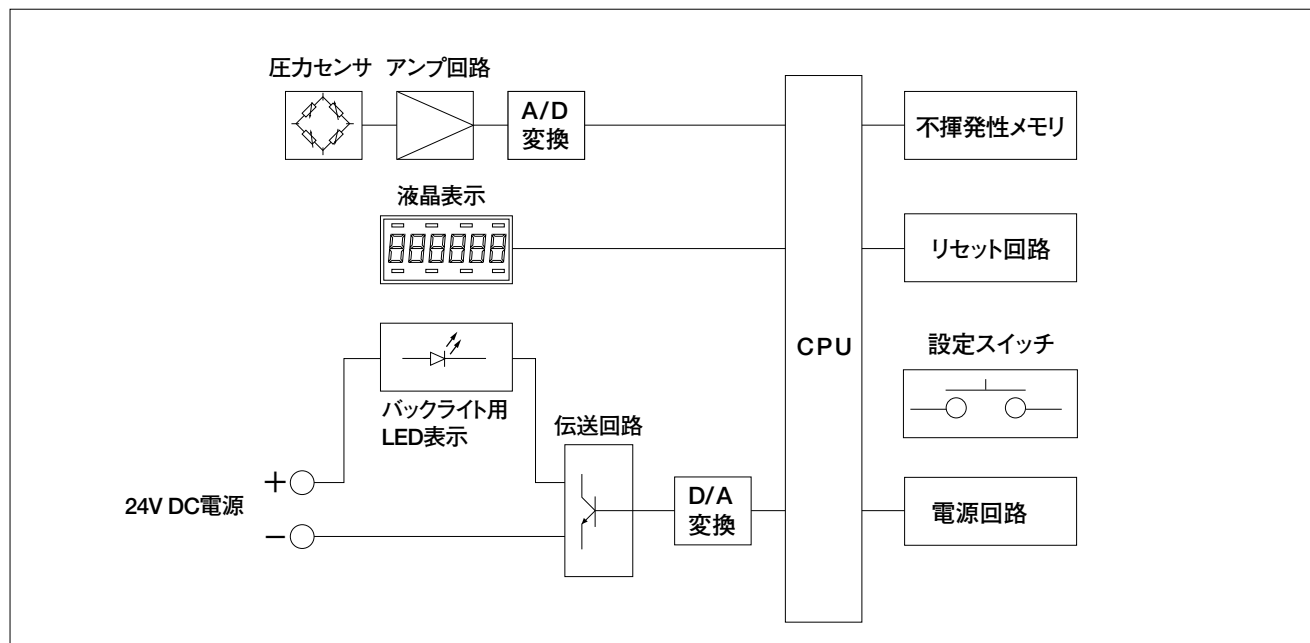 圧力センサ
アンプ回路
A/D
変換
不揮発性メモリ
液晶表示
888888
リセット回路
CPU
設定スイッチ
バックライト用
LED表示
伝送回路
24V DC電源
+
−
D/A
変換
電源回路